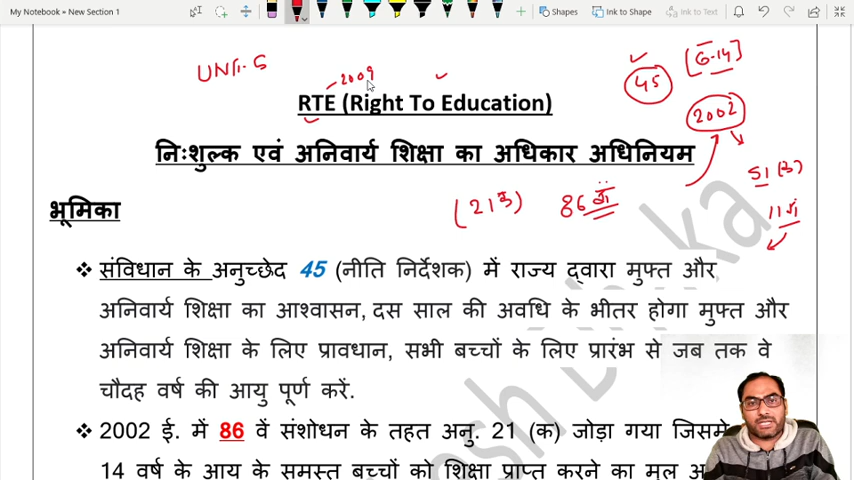 My Notebook » New Section 1
Shapes Ink to Shape Ink to Text
UNIT-5
2009
45 [6-14]
RTE (Right To Education)
2002
निःशुल्क एवं अनिवार्य शिक्षा का अधिकार अधिनियम
51 (क)
भूमिका
(21क) 86 वाँ
11 वाँ
❖ संविधान के अनुच्छेद 45 (नीति निर्देशक) में राज्य द्वारा मुफ्त और
अनिवार्य शिक्षा का आश्वासन, दस साल की अवधि के भीतर होगा मुफ्त और
अनिवार्य शिक्षा के लिए प्रावधान, सभी बच्चों के लिए प्रारंभ से जब तक वे
चौदह वर्ष की आयु पूर्ण करें.
❖ 2002 ई. में 86 वें संशोधन के तहत अनु. 21 (क) जोड़ा गया जिसमे
14 वर्ष के आयु के समस्त बच्चों को शिक्षा प्राप्त करने का मूल अ